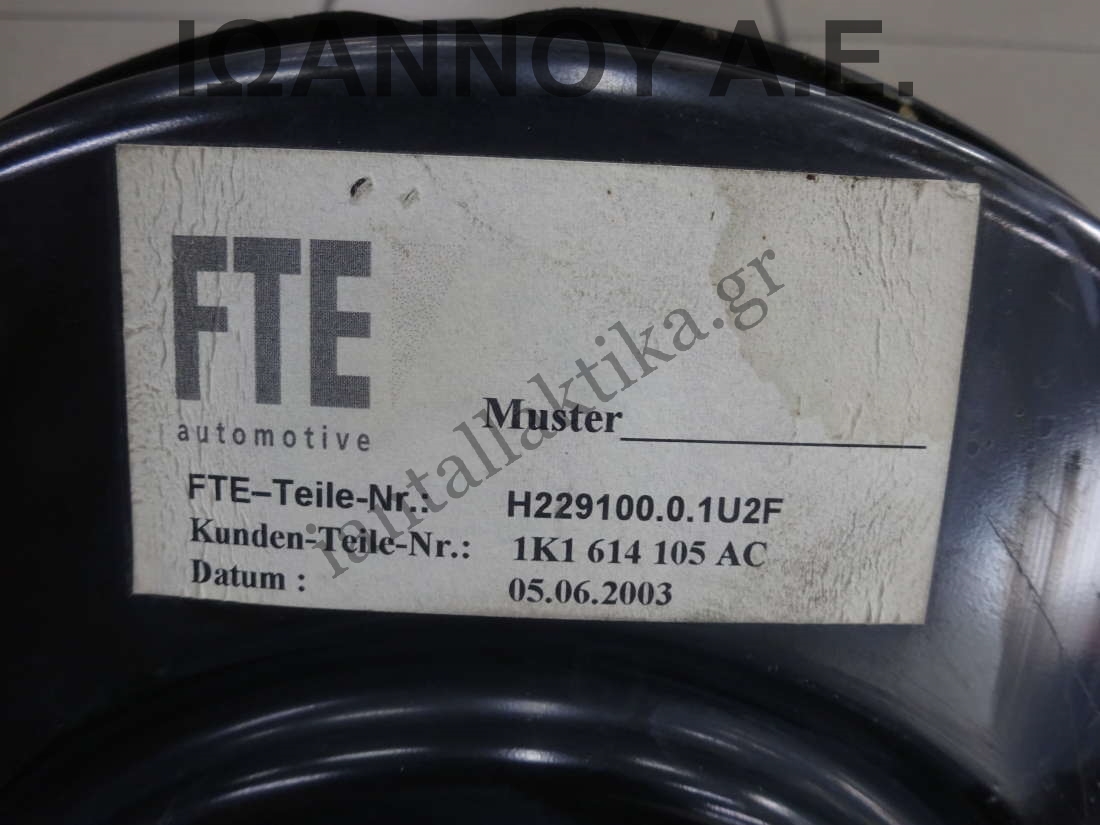 ΙΩΑΝΝΟΥ Α.Ε.
FTE
automotive
Muster
FTE-Teile-Nr.: H229100.0.1U2F
Kunden-Teile-Nr.: 1K1 614 105 AC
Datum : 05.06.2003
iantallaktika.gr